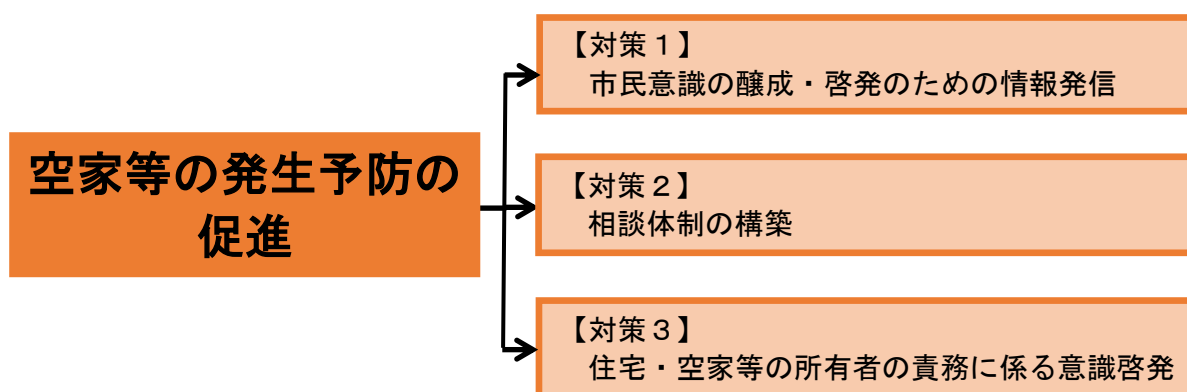 空家等の発生予防の
促進
【対策１】
市民意識の醸成・啓発のための情報発信
【対策２】
相談体制の構築
【対策３】
住宅・空家等の所有者の責務に係る意識啓発